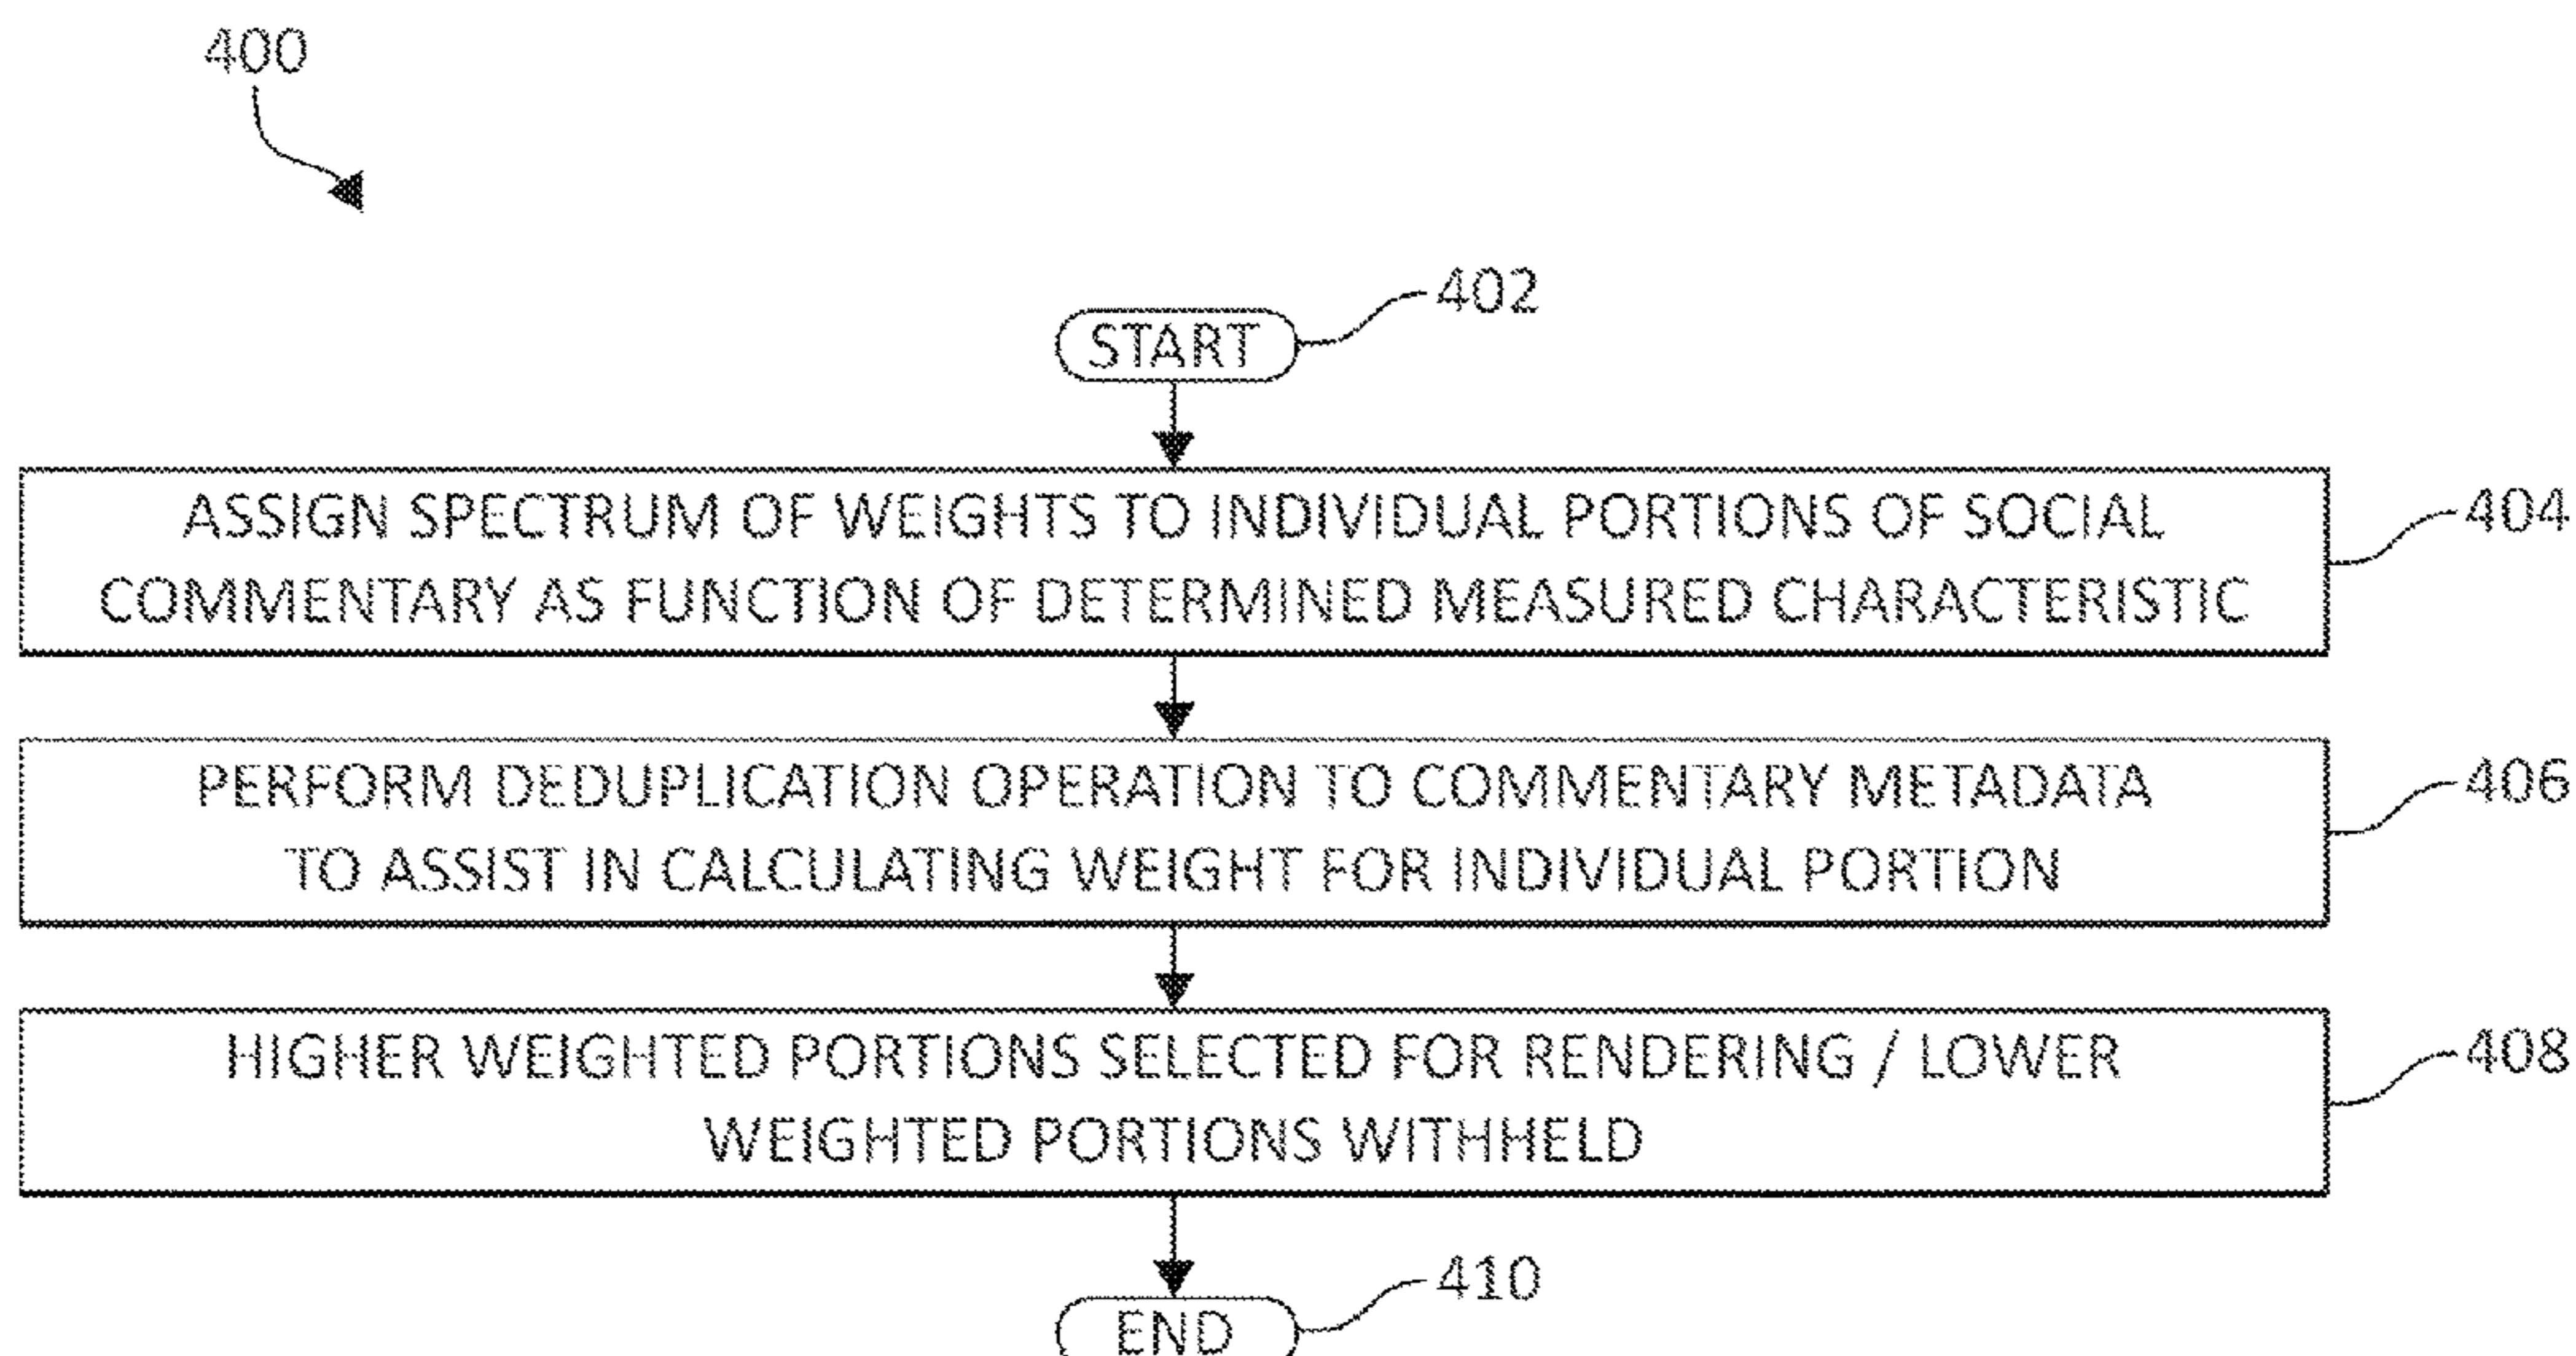 400
402
START
ASSIGN SPECTRUM OF WEIGHTS TO INDIVIDUAL PORTIONS OF SOCIAL
COMMENTARY AS FUNCTION OF DETERMINED MEASURED CHARACTERISTIC
404
PERFORM DEDUPLICATION OPERATION TO COMMENTARY METADATA
TO ASSIST IN CALCULATING WEIGHT FOR INDIVIDUAL PORTION
406
HIGHER WEIGHTED PORTIONS SELECTED FOR RENDERING / LOWER
WEIGHTED PORTIONS WITHHELD
408
410
END